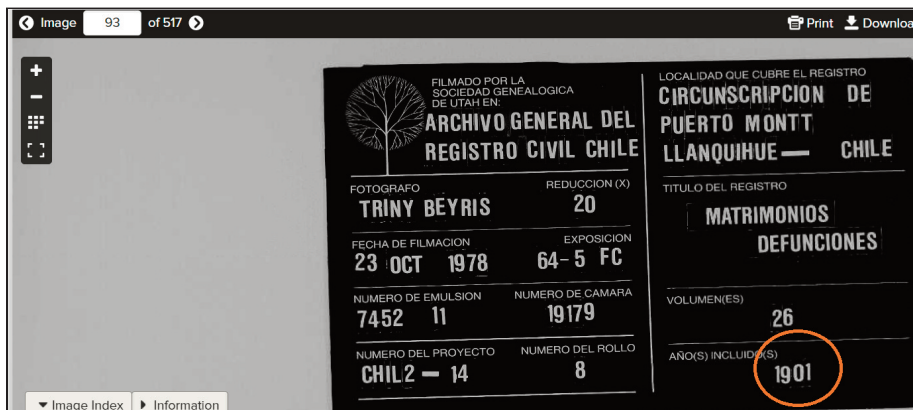 Image 93 of 517
Print Downloa
FILMADO POR LA
SOCIEDAD GENEALOGICA
DE UTAH EN:
ARCHIVO GENERAL DEL
REGISTRO CIVIL CHILE
FOTOGRAFO
TRINY BEYRIS
REDUCCION (X)
20
FECHA DE FILMACION
23 OCT 1978
EXPOSICION
64-5 FC
NUMERO DE EMULSION
7452 11
NUMERO DE CAMARA
19179
NUMERO DEL PROYECTO
CHIL2 — 14
NUMERO DEL ROLLO
8
LOCALIDAD QUE CUBRE EL REGISTRO
CIRCUNSCRIPCION DE
PUERTO MONTT
LLANQUIHUE — CHILE
TITULO DEL REGISTRO
MATRIMONIOS
DEFUNCIONES
VOLUMEN(ES)
26
AÑO(S) INCLUIDO(S)
1901
Image Index Information